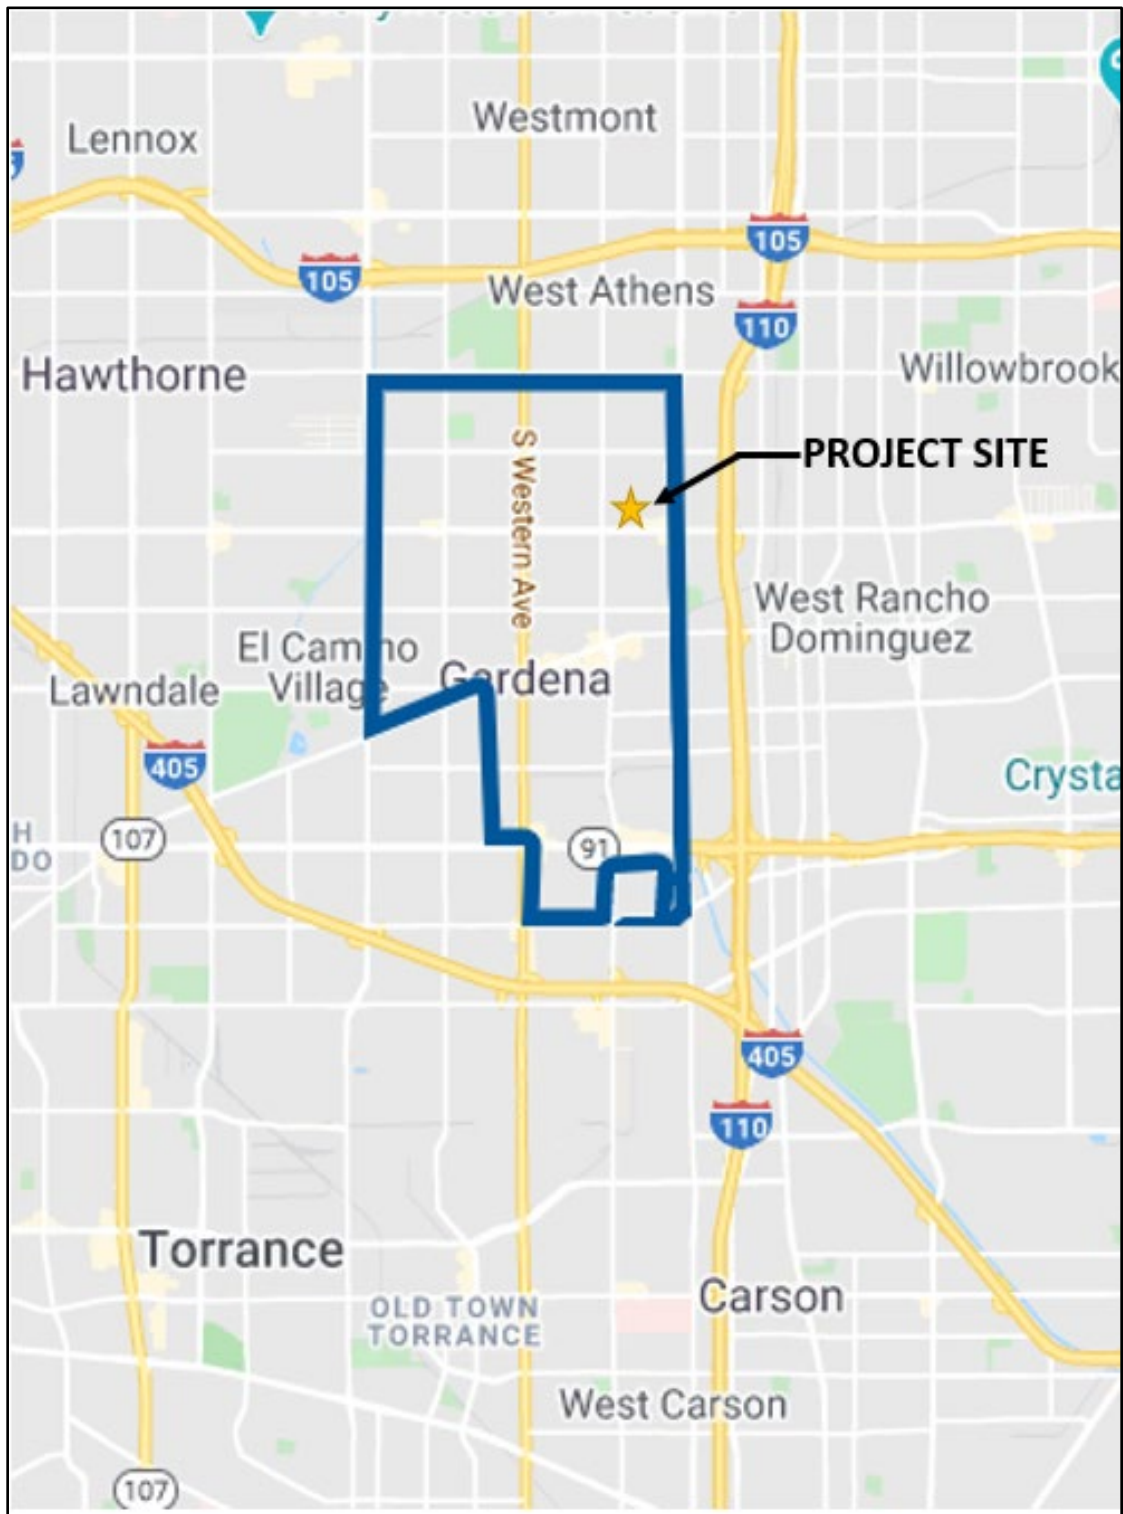 Westmont
Lennox
105
105
West Athens
110
Hawthorne
Willowbrook
S Western Ave
PROJECT SITE
West Rancho
Dominguez
El Camino
Village
Gardena
Lawndale
405
Crysta
H
DO
107
91
405
110
Torrance
Carson
OLD TOWN
TORRANCE
West Carson
107